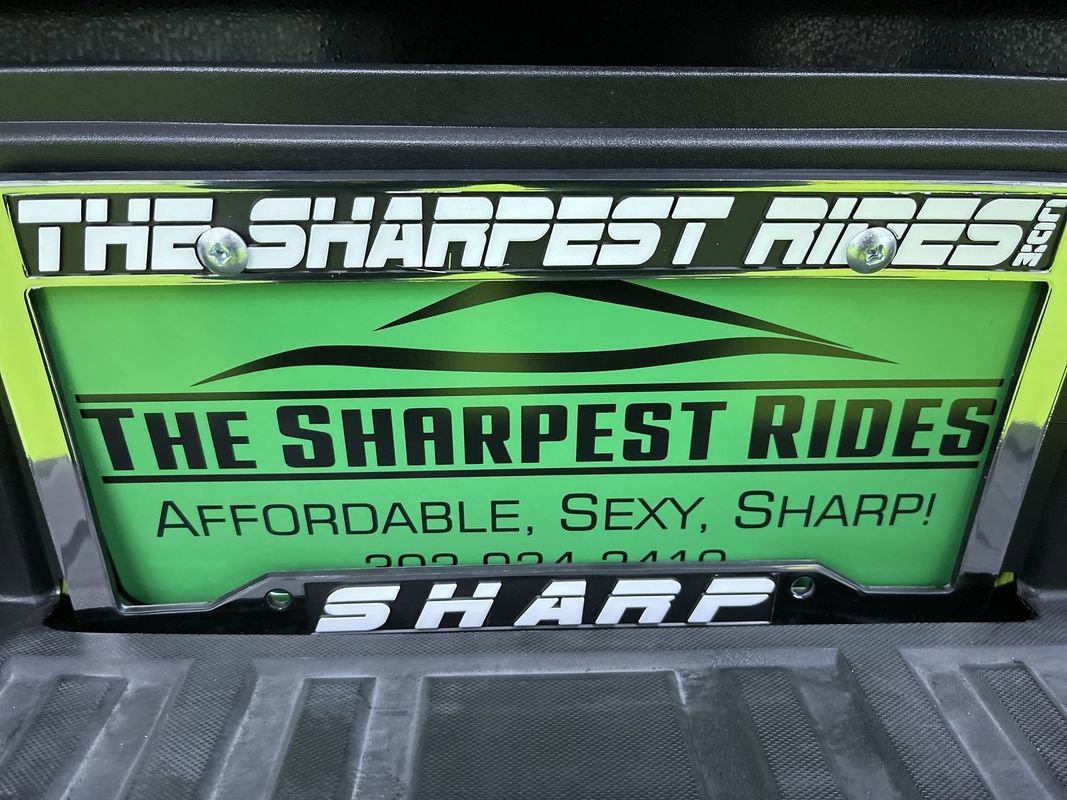 THE SHARPEST RIDES.COM
THE SHARPEST RIDES
AFFORDABLE, SEXY, SHARP!
SHARP